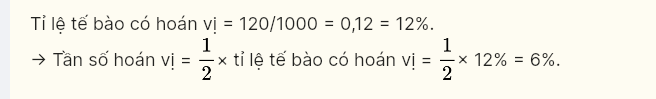 Tỉ lệ tế bào có hoán vị = 120/1000 = 0,12 = 12%.
→ Tần số hoán vị = 1/2 × tỉ lệ tế bào có hoán vị = 1/2 × 12% = 6%.